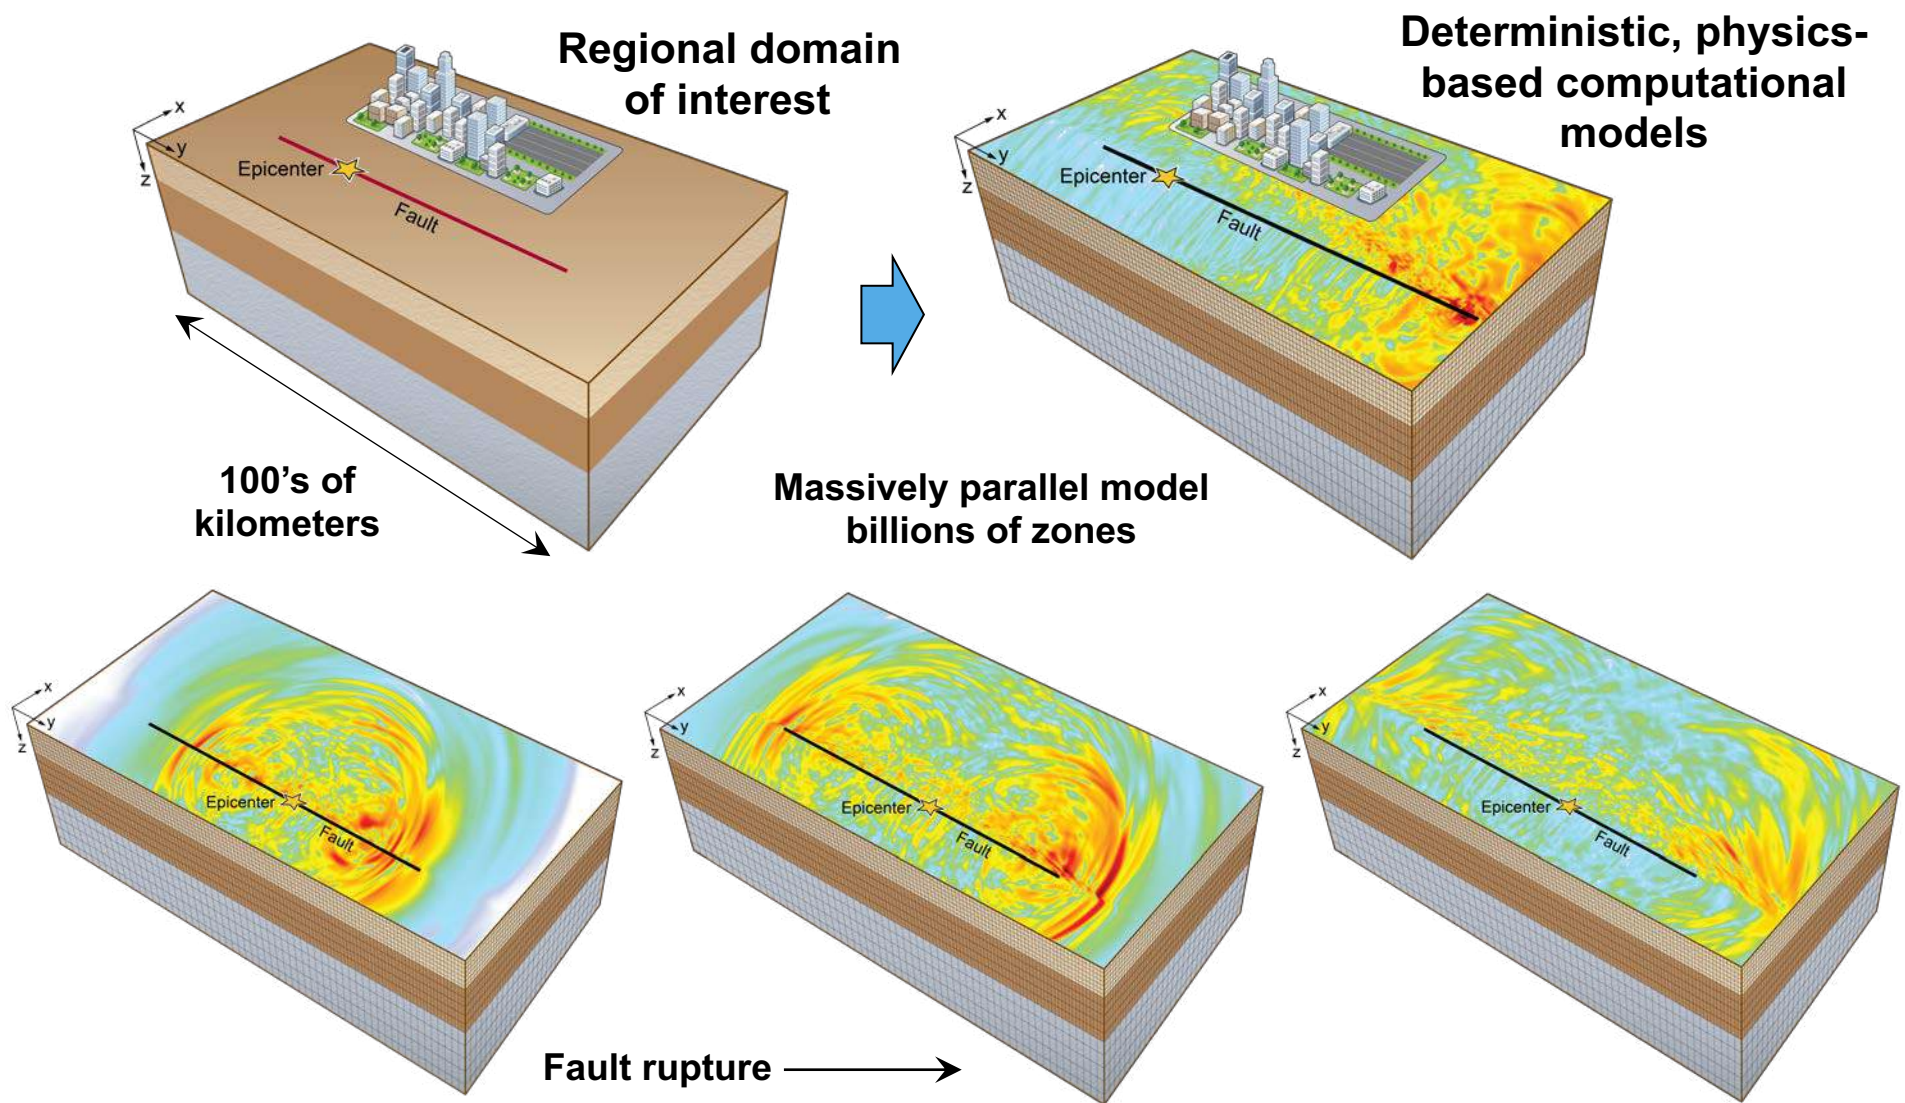 Regional domain
of interest
x
y
z
Epicenter
Fault
100's of
kilometers
Deterministic, physics-
based computational
models
x
y
z
Epicenter
Fault
Massively parallel model
billions of zones
x
y
z
Epicenter
Fault
x
y
z
Epicenter
Fault
x
y
z
Epicenter
Fault
Fault rupture